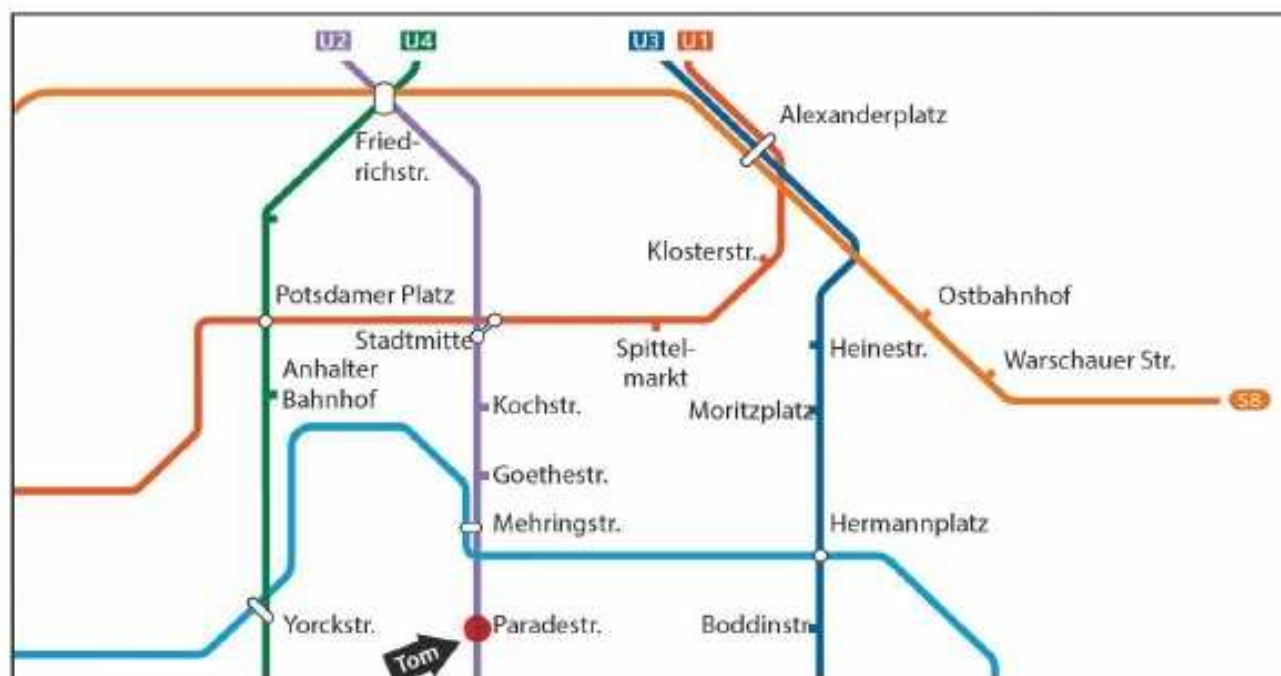 U2
U4
U3
U1
Alexanderplatz
Fried-
richstr.
Klosterstr.
Potsdamer Platz
Ostbahnhof
Stadtmitte
Spittel-
markt
Heinestr.
Warschauer Str.
Anhalter
Bahnhof
Kochstr.
Moritzplatz
S8
Goethestr.
Mehringstr.
Hermannplatz
Yorckstr.
Paradestr.
Boddinstr.
Tom